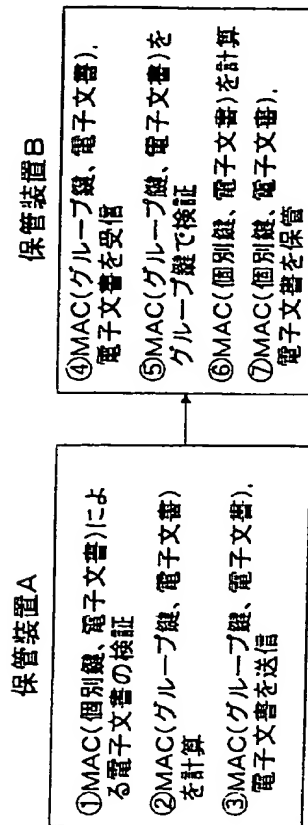 保管装置A
①MAC(個別鍵、電子文書)によ
る電子文書の検証
②MAC(グループ鍵、電子文書)
を計算
③MAC(グループ鍵、電子文書)、
電子文書を送信
保管装置B
④MAC(グループ鍵、電子文書)、
電子文書を受信
⑤MAC(グループ鍵、電子文書)を
グループ鍵で検証
⑥MAC(個別鍵、電子文書)を計算
⑦MAC(個別鍵、電子文書)、
電子文書を保管